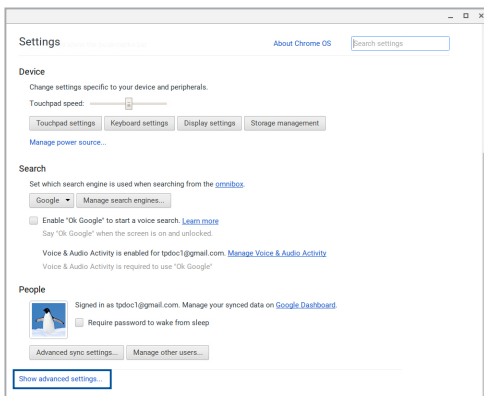 Settings
About Chrome OS
Search settings
Device
Change settings specific to your device and peripherals.
Touchpad speed:
Touchpad settings Keyboard settings Display settings Storage management
Manage power source...
Search
Set which search engine is used when searching from the omnibox.
Google Manage search engines...
Enable "Ok Google" to start a voice search. Learn more
Say "Ok Google" when the screen is on and unlocked.
Voice & Audio Activity is enabled for tpdoc1@gmail.com. Manage Voice & Audio Activity
Voice & Audio Activity is required to use "Ok Google"
People
Signed in as tpdoc1@gmail.com. Manage your synced data on Google Dashboard.
Require password to wake from sleep
Advanced sync settings... Manage other users...
Show advanced settings...